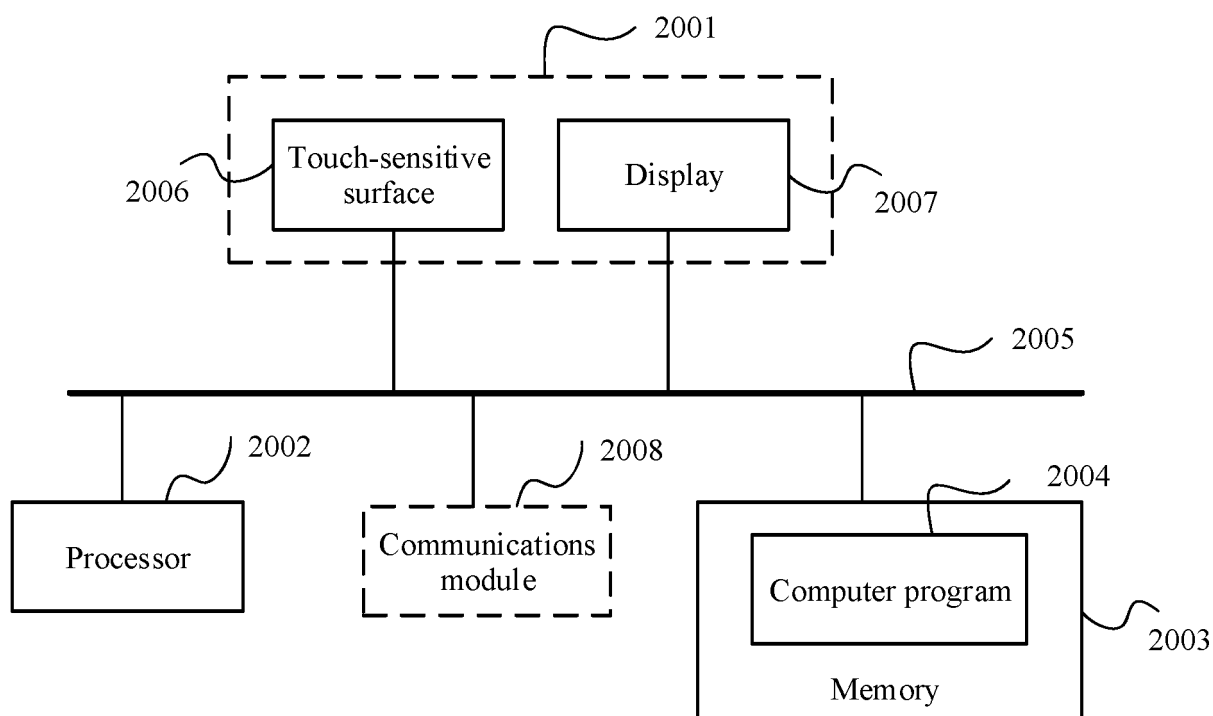 2001
Touch-sensitive
surface
Display
2006
2007
2005
2002
2008
2004
Processor
Communications
module
Computer program
2003
Memory